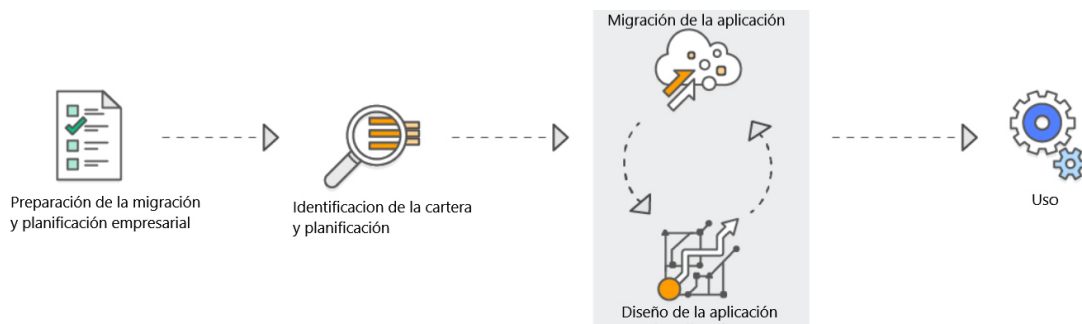 Migración de la aplicación
Preparación de la migración
y planificación empresarial
Identificacion de la cartera
y planificación
Uso
Diseño de la aplicación